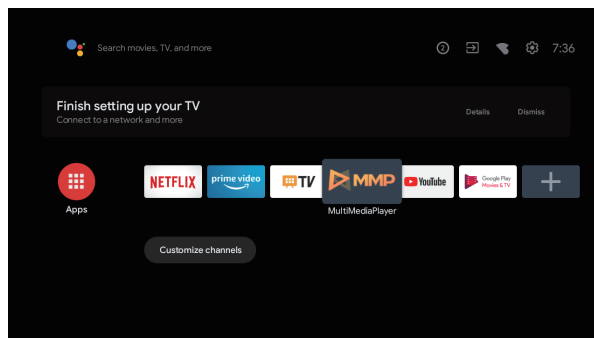 Search movies, TV, and more
2
7:36
Finish setting up your TV
Connect to a network and more
Details
Dismiss
NETFLIX
prime video
TV
MMP
YouTube
Google Play
Movies & TV
Apps
MultiMediaPlayer
Customize channels